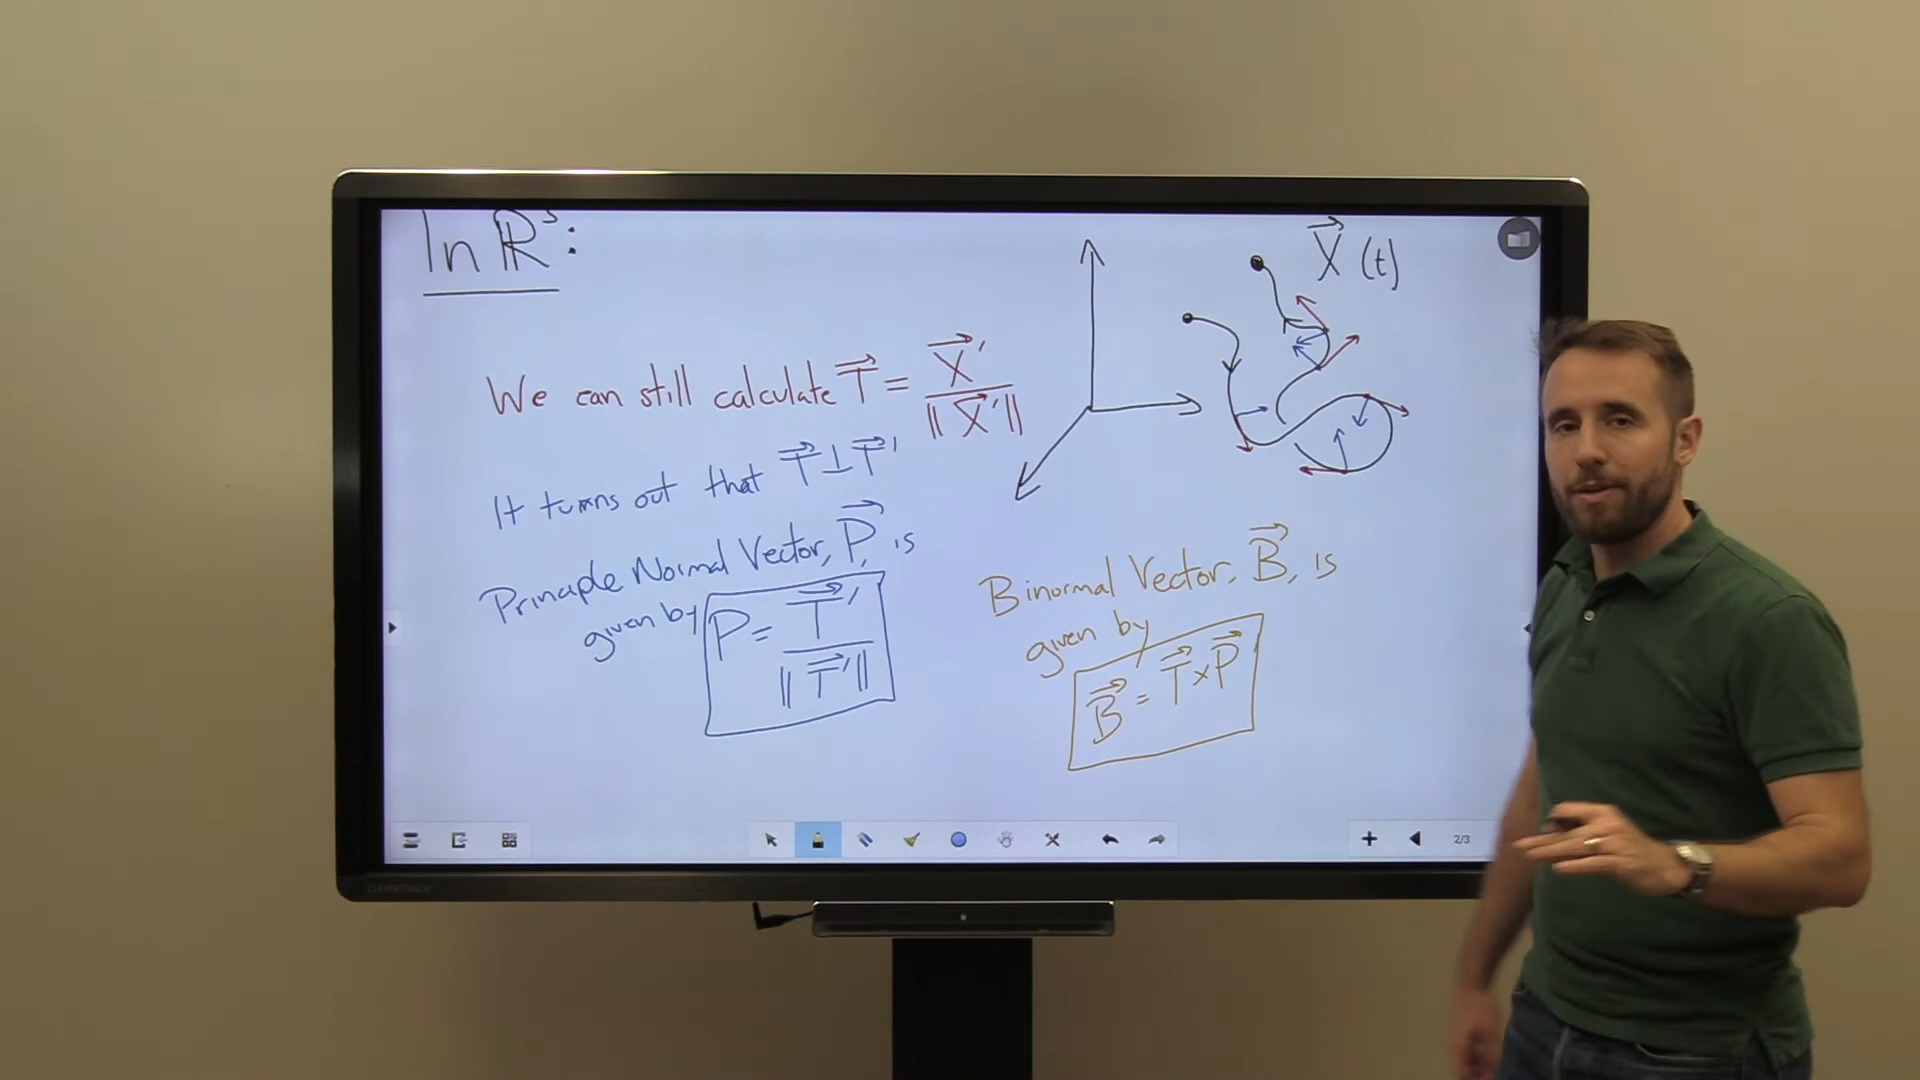 In ℝ³:
X⃗(t)
We can still calculate T⃗ = X⃗' / ||X⃗'||
It turns out that T⃗ ⊥ T⃗'
Principle Normal Vector, P⃗, is
given by P = T⃗' / ||T⃗'||
Binormal Vector, B⃗, is
given by
B⃗ = T⃗ × P⃗
2/3